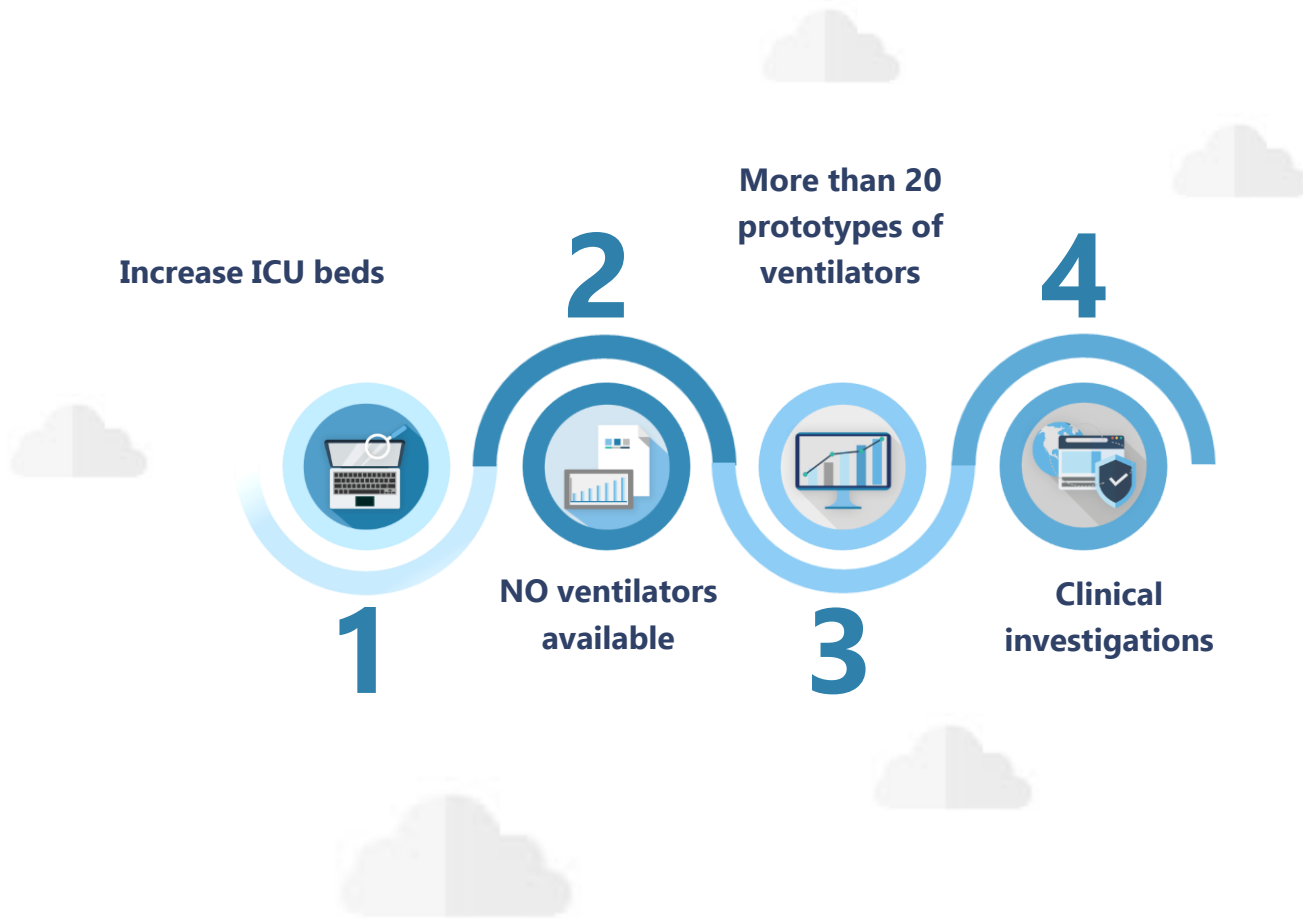 Increase ICU beds
1
2
NO ventilators
available
More than 20
prototypes of
ventilators
3
4
Clinical
investigations